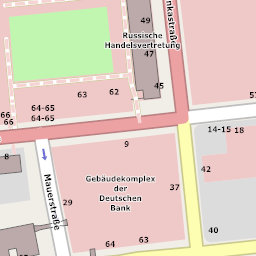 49
nkastraße
Russische
Handelsvertretung
47
45
62
63
57
64-65
64-65
66
66
14-15
18
9
8
42
Gebäudekomplex
der
Deutschen
Bank
37
Mauerstraße
29
40
63
64